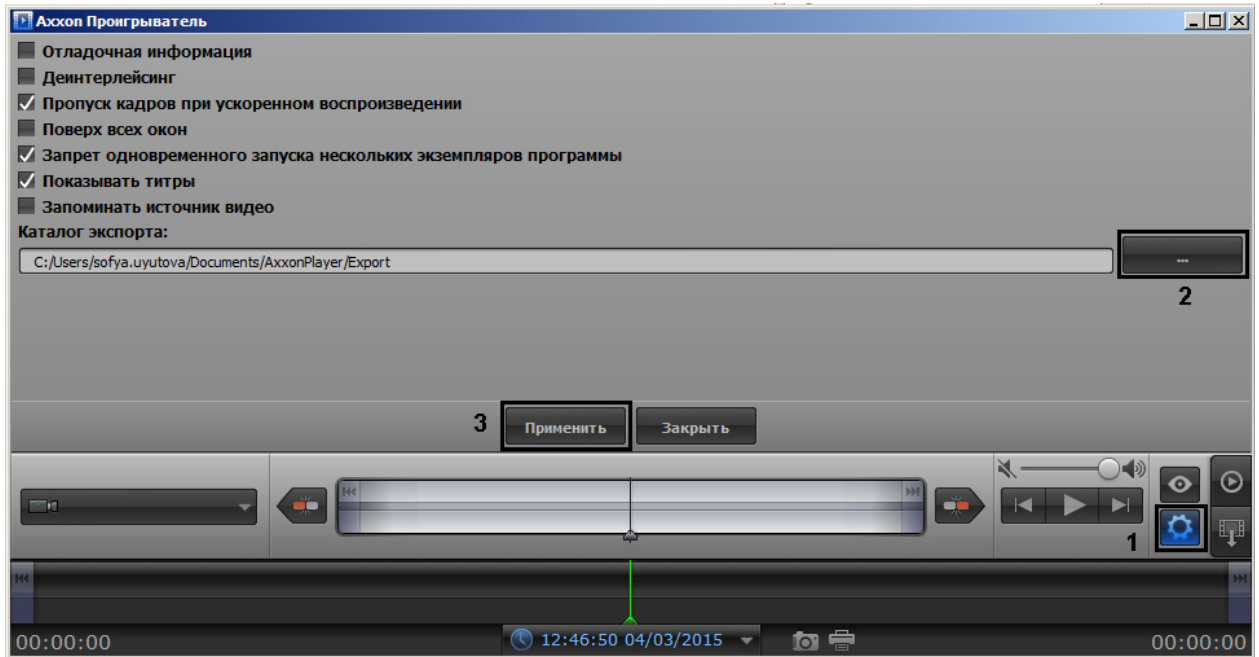 Аххоп Проигрыватель
Отладочная информация
Деинтерлейсинг
Пропуск кадров при ускоренном воспроизведении
Поверх всех окон
Запрет одновременного запуска нескольких экземпляров программы
Показывать титры
Запоминать источник видео
Каталог экспорта:
C:/Users/sofya.uyutova/Documents/AxxonPlayer/Export
...
2
3
Применить
Закрыть
1
00:00:00
12:46:50 04/03/2015
00:00:00